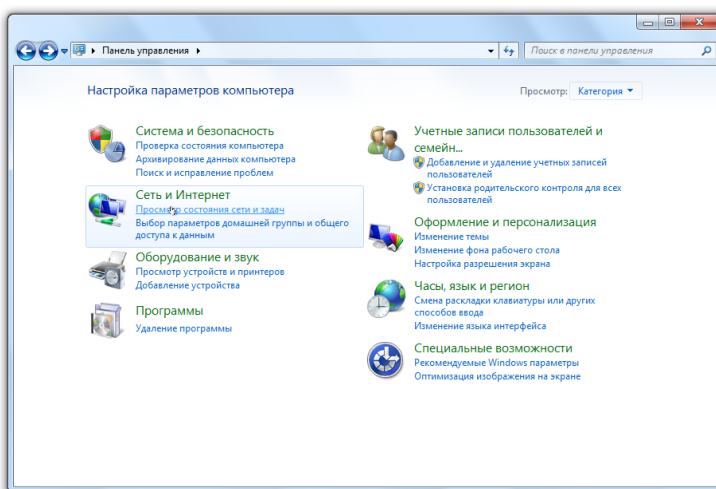 Панель управления
Поиск в панели управления
Настройка параметров компьютера
Просмотр: Категория
Система и безопасность
Проверка состояния компьютера
Архивирование данных компьютера
Поиск и исправление проблем
Сеть и Интернет
Просмотр состояния сети и задач
Выбор параметров домашней группы и общего
доступа к данным
Оборудование и звук
Просмотр устройств и принтеров
Добавление устройства
Программы
Удаление программы
Учетные записи пользователей и
семейн...
Добавление и удаление учетных записей
пользователей
Установка родительского контроля для всех
пользователей
Оформление и персонализация
Изменение темы
Изменение фона рабочего стола
Настройка разрешения экрана
Часы, язык и регион
Смена раскладки клавиатуры или других
способов ввода
Изменение языка интерфейса
Специальные возможности
Рекомендуемые Windows параметры
Оптимизация изображения на экране